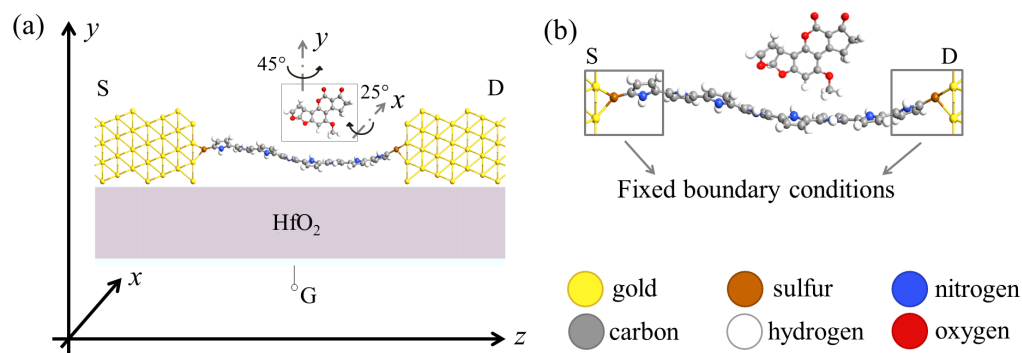 (a)
y
y
45°
S
25°
x
D
HfO₂
x
G
z
(b)
S
D
Fixed boundary conditions
gold
sulfur
nitrogen
carbon
hydrogen
oxygen